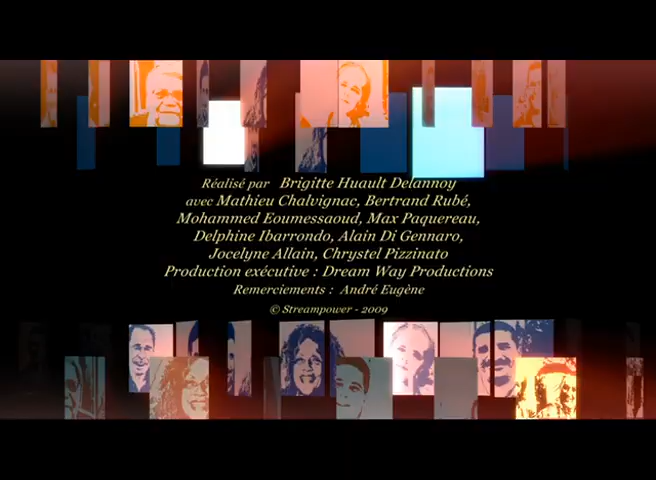 Réalisé par Brigitte Huault Delannoy
avec Mathieu Chalvignac, Bertrand Rubé,
Mohammed Eoumessaoud, Max Paquereau,
Delphine Ibarrondo, Alain Di Gennaro,
Jocelyne Allain, Chrystel Pizzinato
Production exécutive : Dream Way Productions
Remerciements : André Eugène
© Streampower - 2009